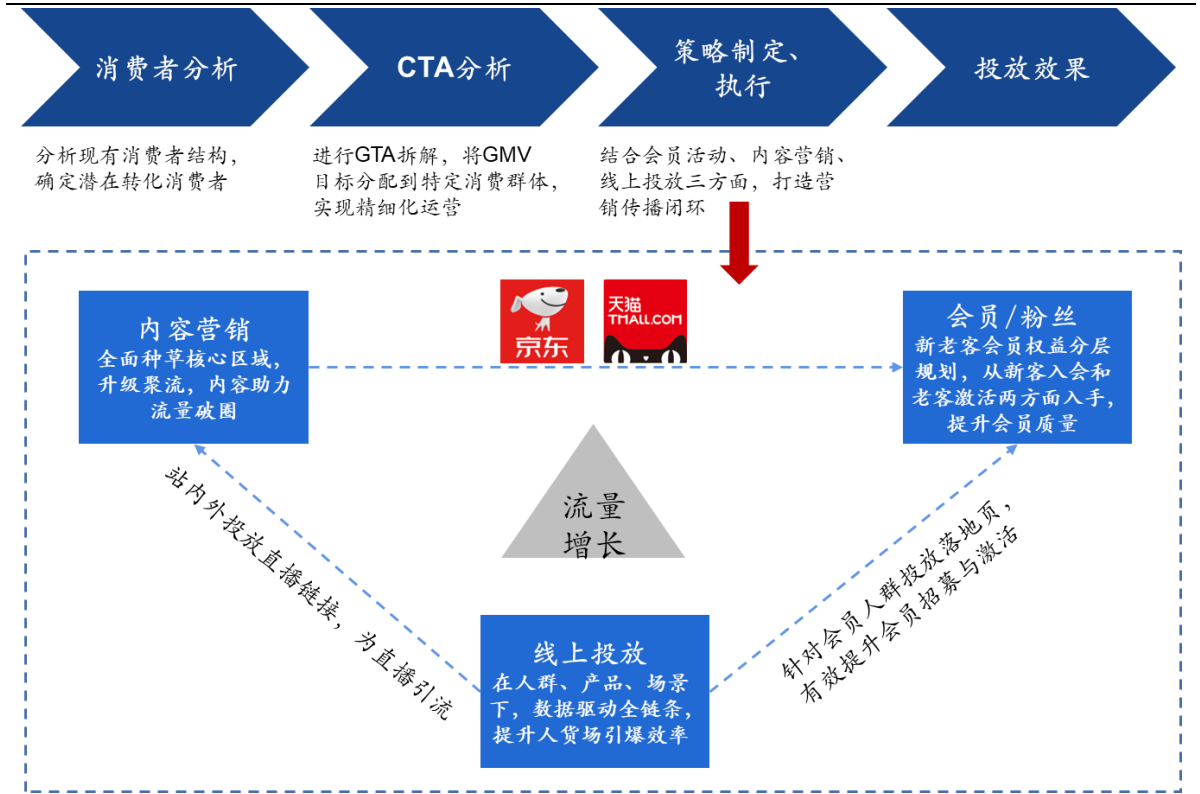 消费者分析
CTA分析
策略制定、
执行
投放效果
分析现有消费者结构，
确定潜在转化消费者
进行GTA拆解，将GMV
目标分配到特定消费群体，
实现精细化运营
结合会员活动、内容营销、
线上投放三方面，打造营
销传播闭环
内容营销
全面种草核心区域，
升级聚流，内容助力
流量破圈
京东
天猫
TMALL.COM
会员/粉丝
新老客会员权益分层
规划，从新客入会和
老客激活两方面入手，
提升会员质量
流量
增长
站内外投放直播链接，为直播引流
针对会员人群投放落地页，
有效提升会员招募与激活
线上投放
在人群、产品、场景
下，数据驱动全链条，
提升人货场引爆效率